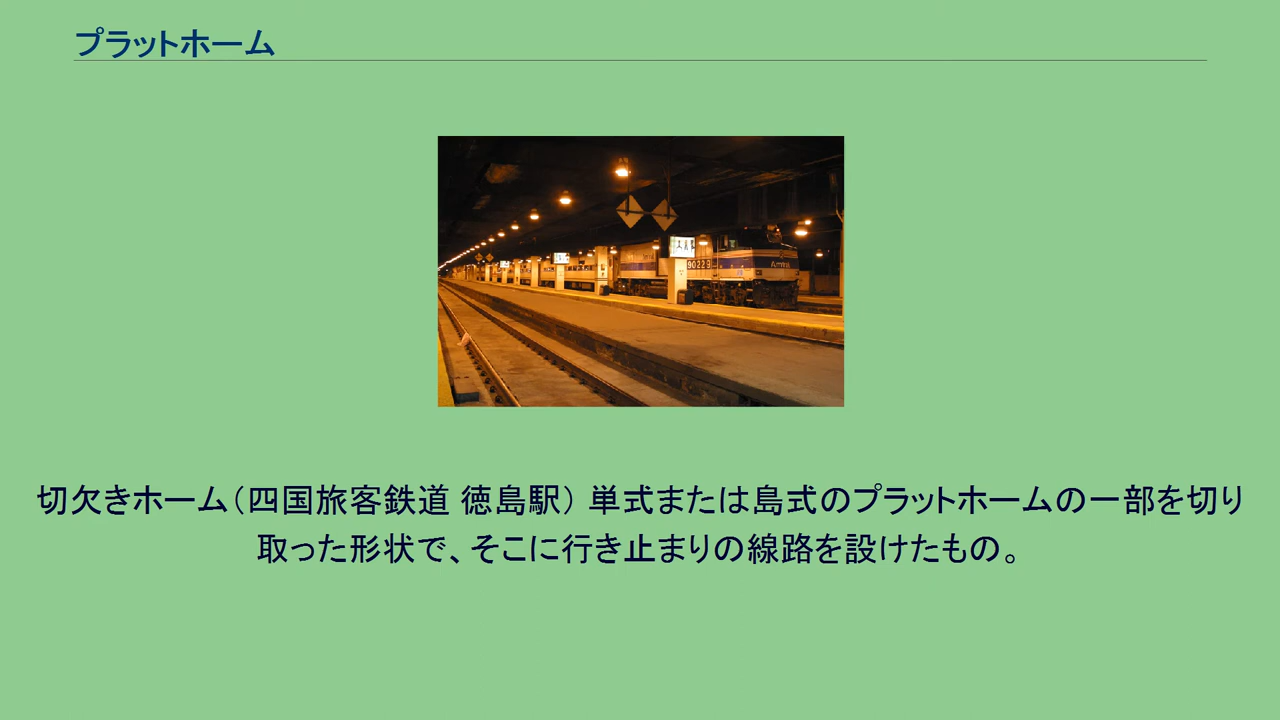 プラットホーム
90229
Amtrak
切欠きホーム（四国旅客鉄道 徳島駅） 単式または島式のプラットホームの一部を切り
取った形状で、そこに行き止まりの線路を設けたもの。